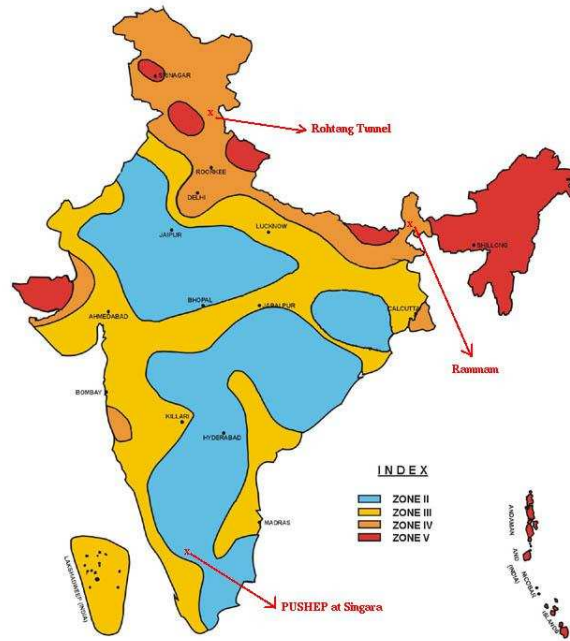 SRINAGAR
Rohtang Tunnel
ROORKEE
DELHI
LUCKNOW
JAIPUR
SHILLONG
BHOPAL
JABALPUR
CALCUTTA
AHMEDABAD
Rammam
BOMBAY
KILLARI
HYDERABAD
INDEX
ZONE II
ZONE III
ZONE IV
ZONE V
MADRAS
ANDAMAN
AND NICOBAR
(INDIA)
ISLANDS
LAKSHADWEEP (INDIA)
PUSHEP at Singara